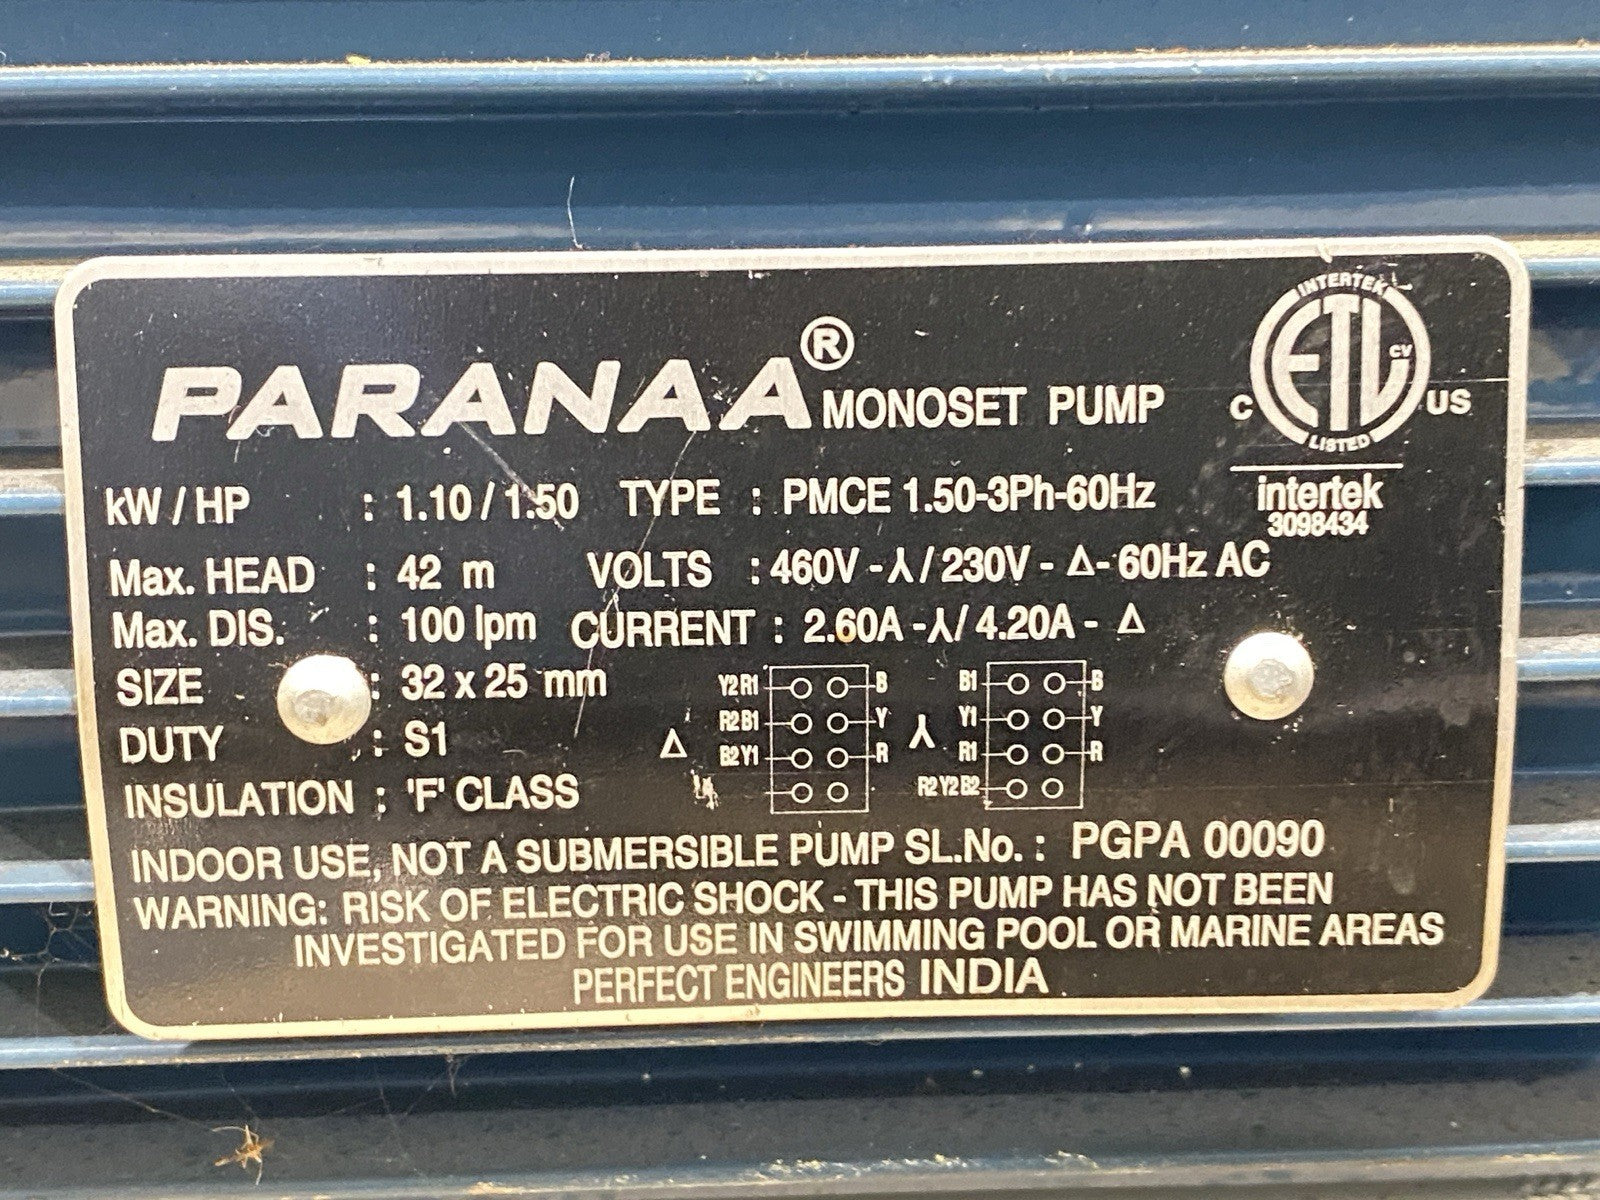 INTERTEK
ETL CV
C US
LISTED
PARANAA® MONOSET PUMP
intertek
3098434
kW / HP : 1.10 / 1.50 TYPE : PMCE 1.50-3Ph-60Hz
Max. HEAD : 42 m VOLTS : 460V - ⅄ / 230V - Δ - 60Hz AC
Max. DIS. : 100 lpm CURRENT : 2.60A -⅄/ 4.20A - Δ
SIZE : 32 x 25 mm
DUTY : S1
INSULATION : 'F' CLASS
Δ
Y2 R1 B
R2 B1 Y
B2 Y1 R
⅄
B1 B
Y1 Y
R1 R
R2 Y2 B2
INDOOR USE, NOT A SUBMERSIBLE PUMP SL.No. : PGPA 00090
WARNING: RISK OF ELECTRIC SHOCK - THIS PUMP HAS NOT BEEN
INVESTIGATED FOR USE IN SWIMMING POOL OR MARINE AREAS
PERFECT ENGINEERS INDIA